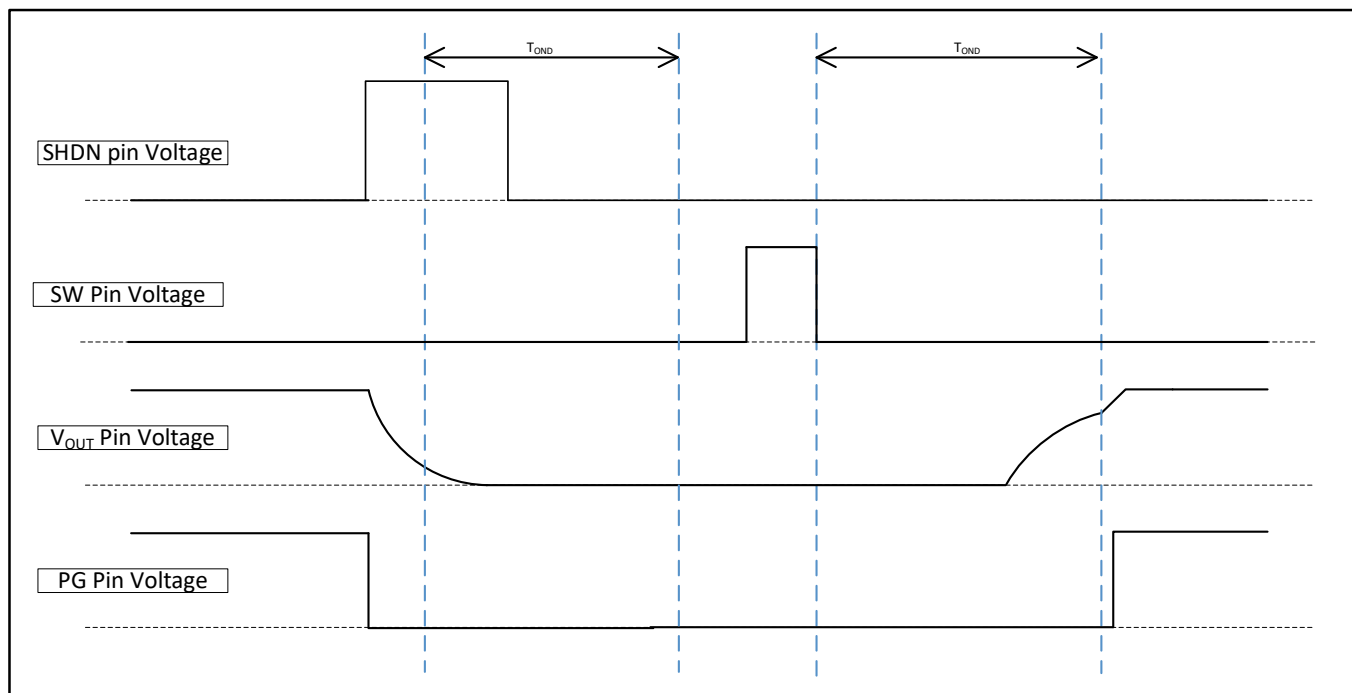 TOND
TOND
SHDN pin Voltage
SW Pin Voltage
VOUT Pin Voltage
PG Pin Voltage